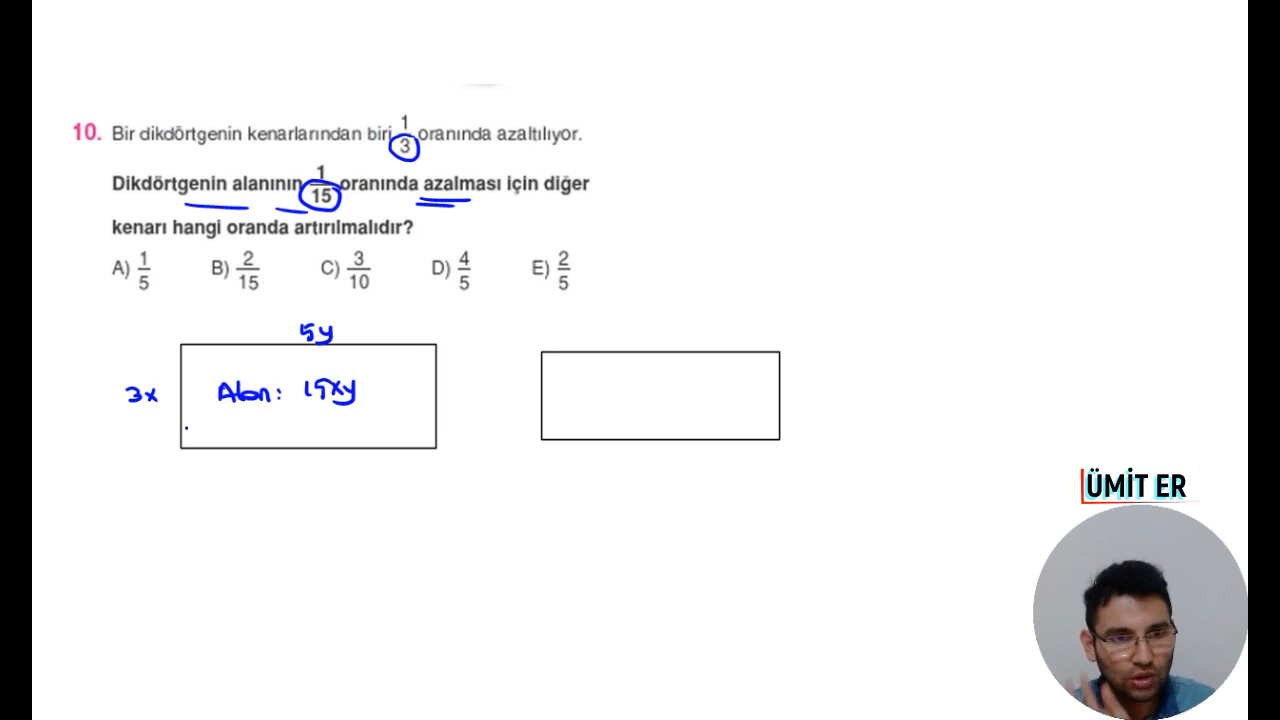 10. Bir dikdörtgenin kenarlarından biri 1/3 oranında azaltılıyor.
Dikdörtgenin alanının 1/15 oranında azalması için diğer
kenarı hangi oranda artırılmalıdır?
A) 1/5 B) 2/15 C) 3/10 D) 4/5 E) 2/5
5y
3x
Alan: 15xy
ÜMİT ER